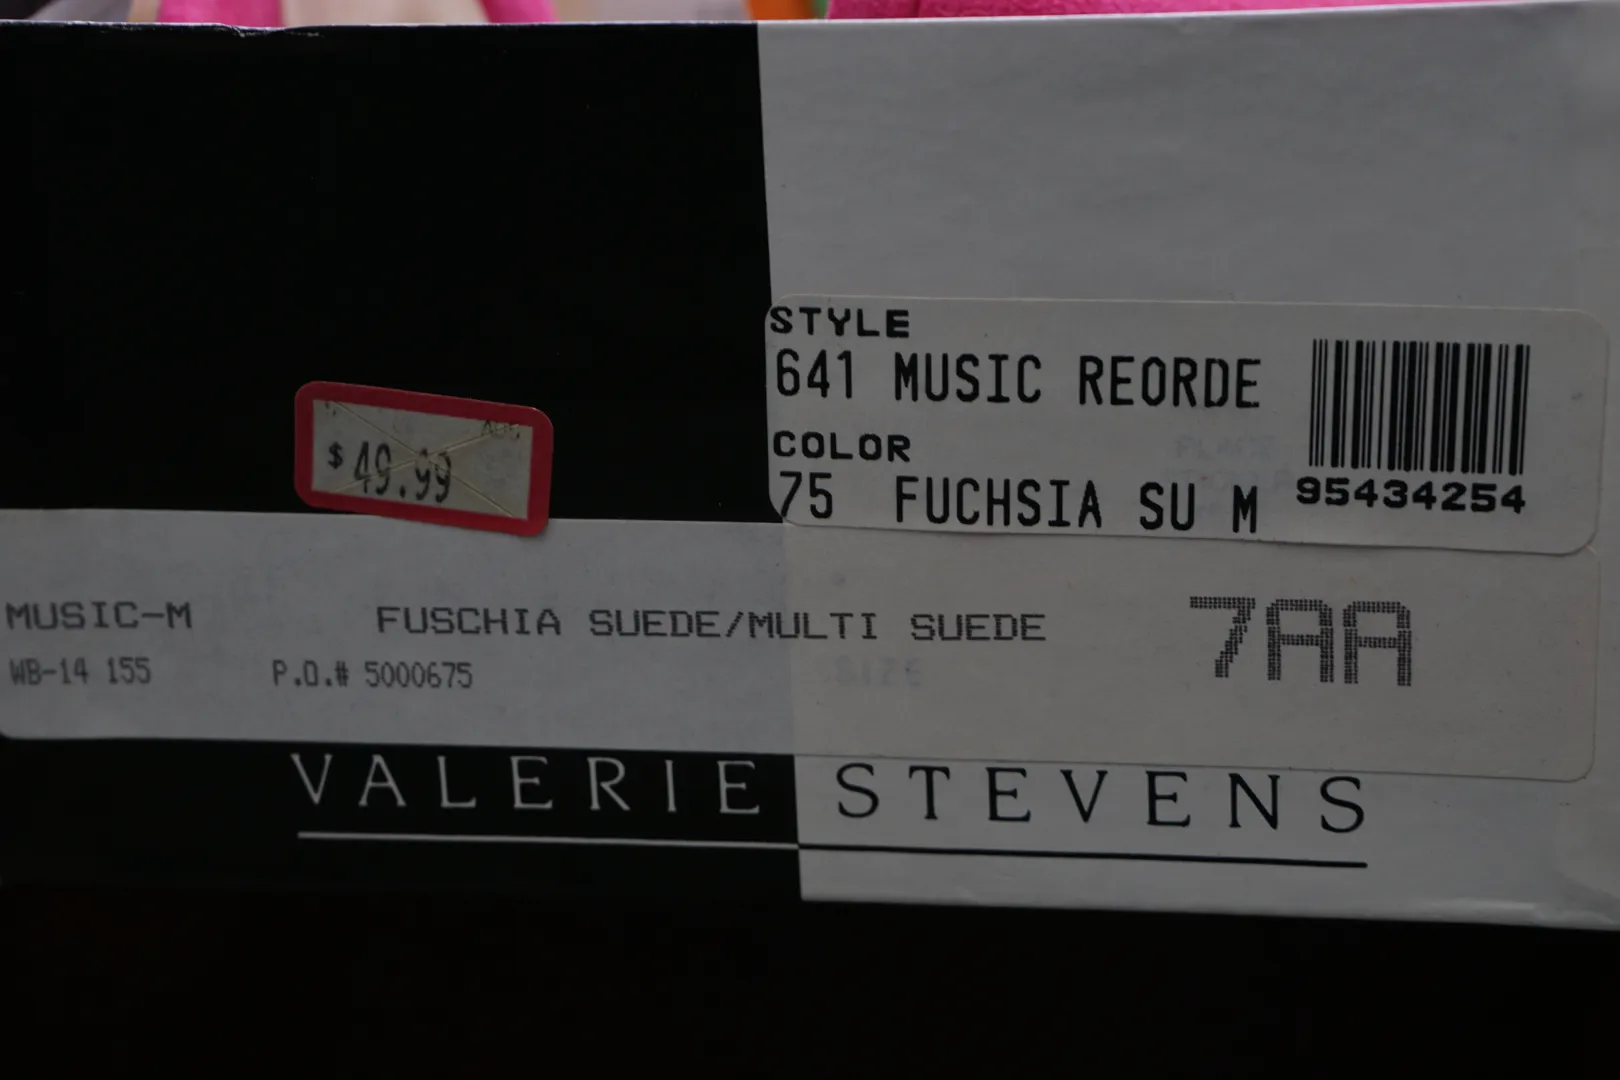 STYLE
641 MUSIC REORDE
COLOR
75 FUCHSIA SU M
95434254
$49.99
MUSIC-M FUSCHIA SUEDE/MULTI SUEDE 7AA
WB-14 155 P.O.# 5000675
SIZE
VALERIE STEVENS